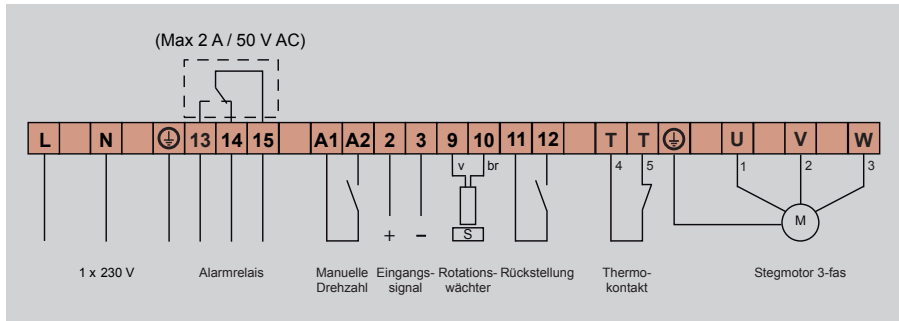 (Max 2 A / 50 V AC)
L N 13 14 15 A1 A2 2 3 9 10 11 12 T T U V W
v br 4 5 1 2 3
M
+ − S
1 x 230 V Alarmrelais Manuelle Eingangs- Rotations- Rückstellung Thermo- Stegmotor 3-fas
Drehzahl signal wächter kontakt